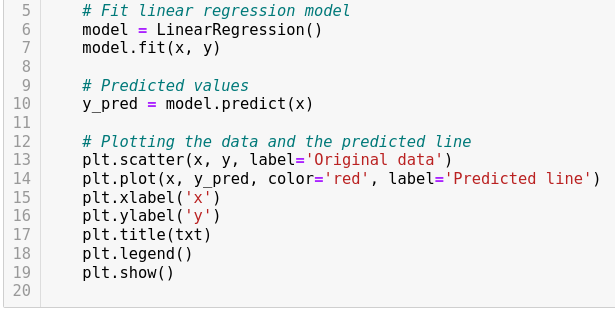 5 # Fit linear regression model
6 model = LinearRegression()
7 model.fit(x, y)
8
9 # Predicted values
10 y_pred = model.predict(x)
11
12 # Plotting the data and the predicted line
13 plt.scatter(x, y, label='Original data')
14 plt.plot(x, y_pred, color='red', label='Predicted line')
15 plt.xlabel('x')
16 plt.ylabel('y')
17 plt.title(txt)
18 plt.legend()
19 plt.show()
20